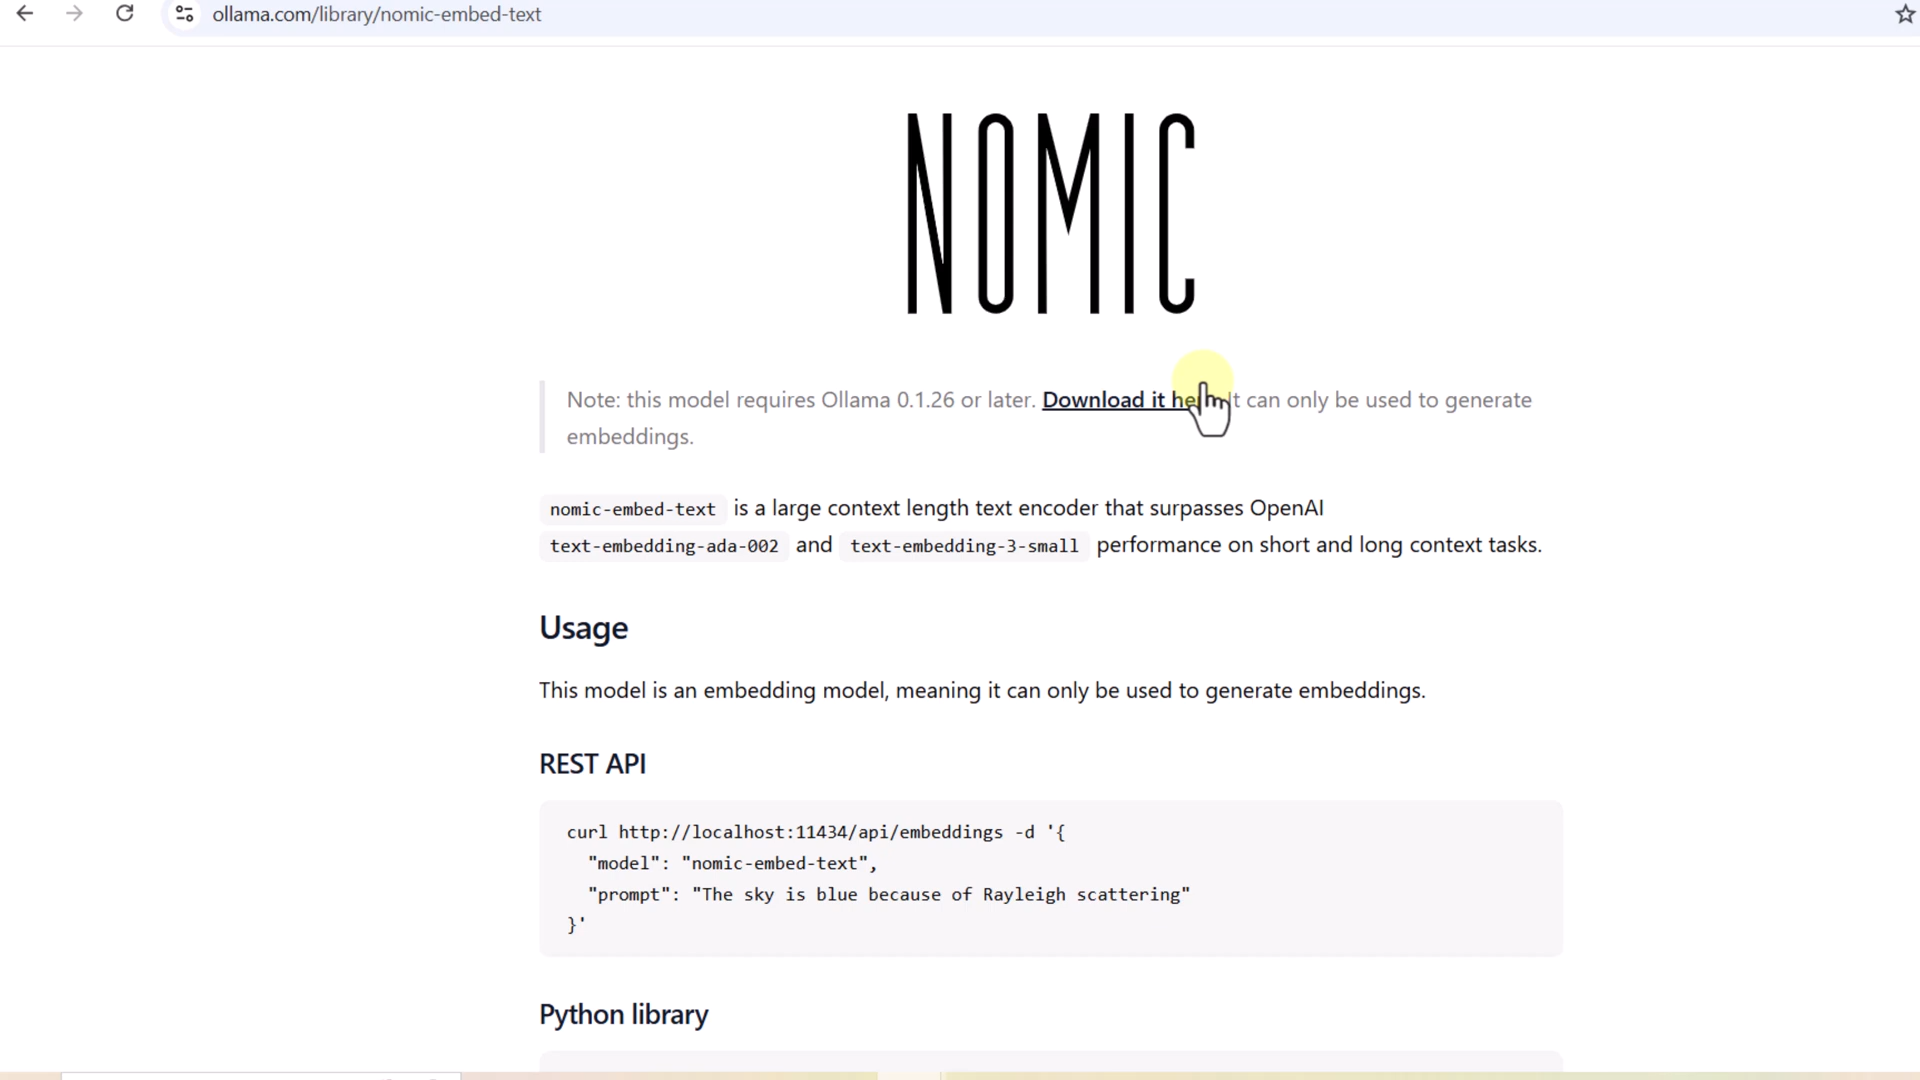 ollama.com/library/nomic-embed-text
NOMIC
Note: this model requires Ollama 0.1.26 or later. Download it can only be used to generate
embeddings.
nomic-embed-text is a large context length text encoder that surpasses OpenAI
text-embedding-ada-002 and text-embedding-3-small performance on short and long context tasks.
Usage
This model is an embedding model, meaning it can only be used to generate embeddings.
REST API
curl http://localhost:11434/api/embeddings -d '{
"model": "nomic-embed-text",
"prompt": "The sky is blue because of Rayleigh scattering"
}'
Python library